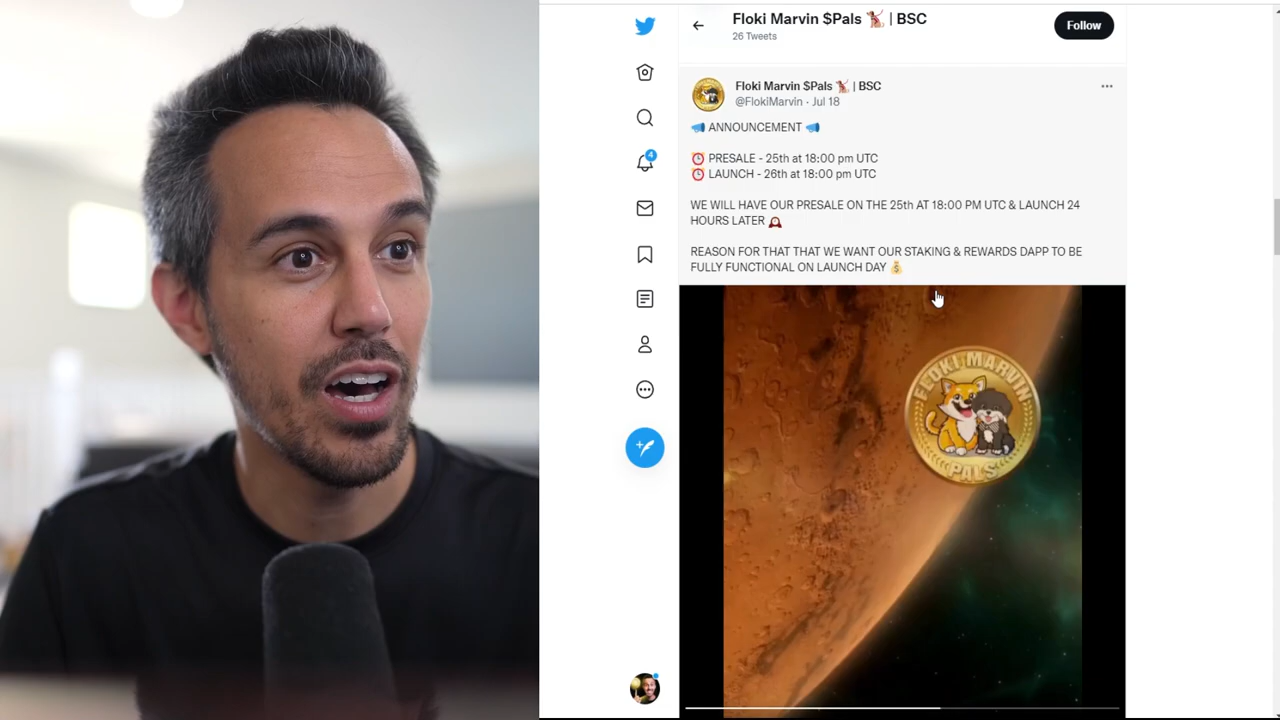 Floki Marvin $Pals 🐕 | BSC
26 Tweets
Follow
Floki Marvin $Pals 🐕 | BSC
@FlokiMarvin · Jul 18
📣 ANNOUNCEMENT 📣
⏰ PRESALE - 25th at 18:00 pm UTC
⏰ LAUNCH - 26th at 18:00 pm UTC
WE WILL HAVE OUR PRESALE ON THE 25th AT 18:00 PM UTC & LAUNCH 24
HOURS LATER 🕰
REASON FOR THAT THAT WE WANT OUR STAKING & REWARDS DAPP TO BE
FULLY FUNCTIONAL ON LAUNCH DAY 💰
4
FLOKI MARVIN
PALS